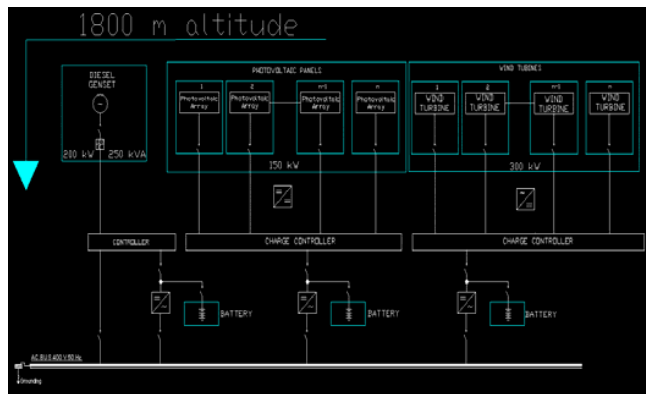 1800 m altitude
DIESEL
GENSET
200 kW 250 kVA
PHOTOVOLTAIC PANELS
1 2 n-1 n
Photovoltaic
Array
Photovoltaic
Array
Photovoltaic
Array
Photovoltaic
Array
150 kW
WIND TURBINES
1 2 n-1 n
WIND
TURBINE
WIND
TURBINE
WIND
TURBINE
WIND
TURBINE
300 kW
CONTROLLER
CHARGE CONTROLLER
CHARGE CONTROLLER
BATTERY
BATTERY
BATTERY
AC BUS 400 V 50 Hz
Grounding